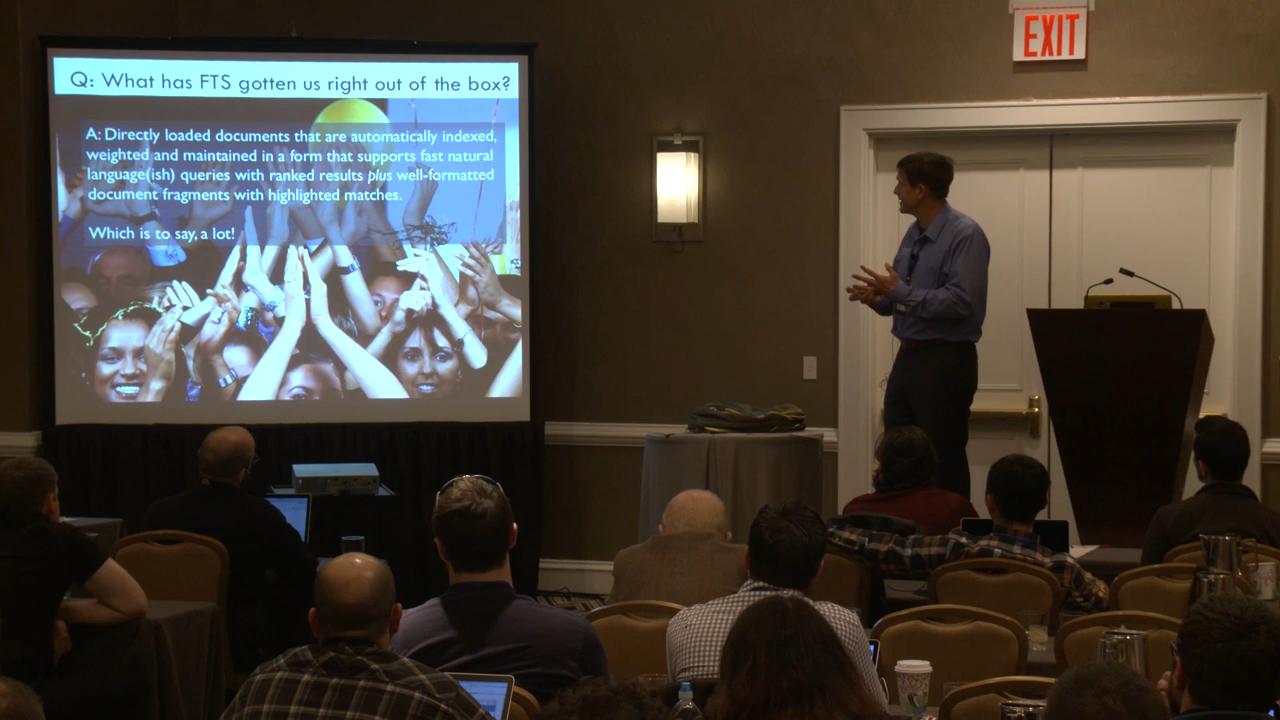 Q: What has FTS gotten us right out of the box?
A: Directly loaded documents that are automatically indexed,
weighted and maintained in a form that supports fast natural
language(ish) queries with ranked results plus well-formatted
document fragments with highlighted matches.
Which is to say, a lot!
EXIT